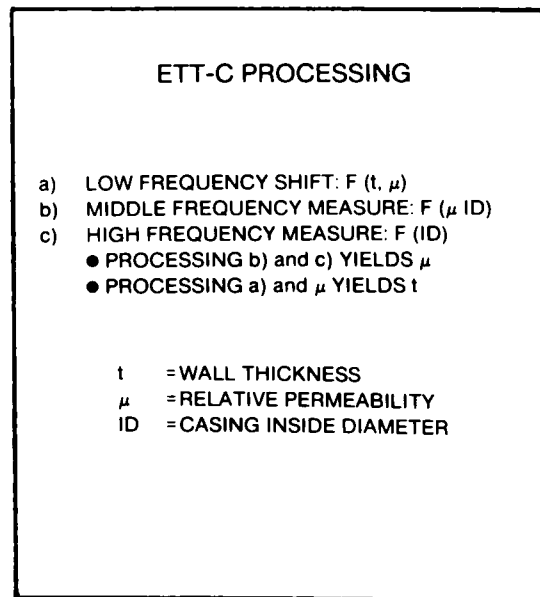 ETT-C PROCESSING
a) LOW FREQUENCY SHIFT: F (t, μ)
b) MIDDLE FREQUENCY MEASURE: F (μ ID)
c) HIGH FREQUENCY MEASURE: F (ID)
● PROCESSING b) and c) YIELDS μ
● PROCESSING a) and μ YIELDS t
t =WALL THICKNESS
μ =RELATIVE PERMEABILITY
ID =CASING INSIDE DIAMETER